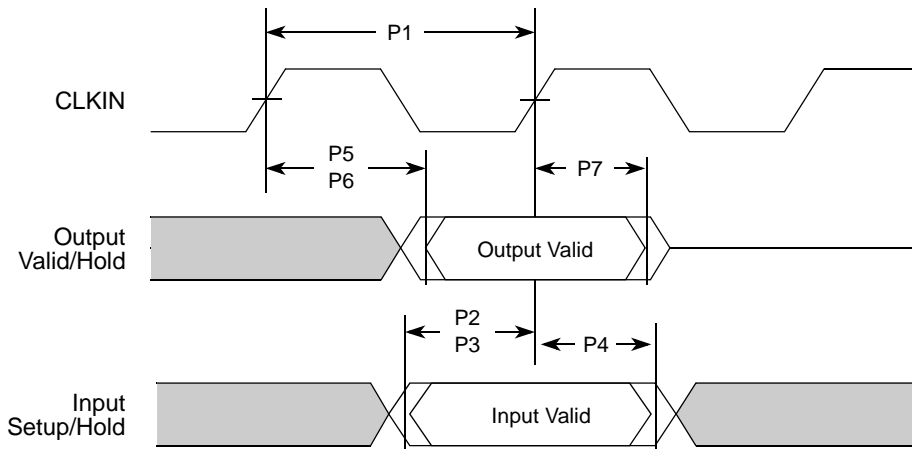 P1
CLKIN
P5
P6
P7
Output
Valid/Hold
Output Valid
P2
P3
P4
Input
Setup/Hold
Input Valid